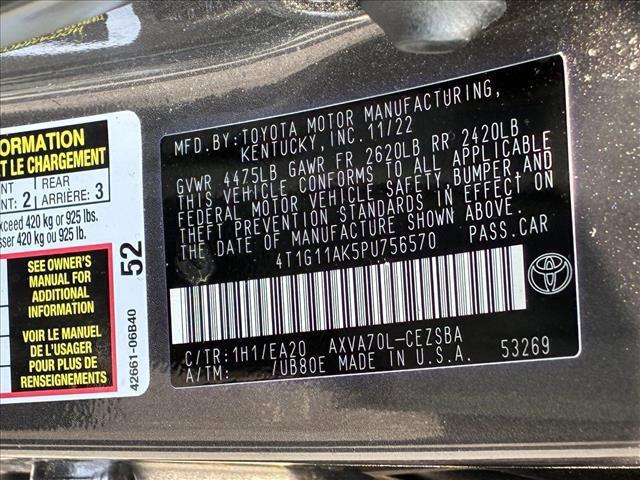 ORMATION
T LE CHARGEMENT
NT
2
REAR
ARRIÈRE: 3
exceed 420 kg or 925 lbs.
sser 420 kg ou 925 lb.
SEE OWNER'S
MANUAL FOR
ADDITIONAL
INFORMATION
VOIR LE MANUEL
DE L'USAGER
POUR PLUS DE
RENSEIGNEMENTS
52
42661-06B40
MFD.BY:TOYOTA MOTOR MANUFACTURING,
KENTUCKY, INC. 11/22
GVWR 4475LB GAWR FR 2620LB RR 2420LB
THIS VEHICLE CONFORMS TO ALL APPLICABLE
FEDERAL MOTOR VEHICLE SAFETY, BUMPER AND
THEFT PREVENTION STANDARDS IN EFFECT ON
THE DATE OF MANUFACTURE SHOWN ABOVE.
4T1G11AK5PU756570 PASS.CAR
C/TR:1H1/EA20 AXVA70L-CEZSBA
A/TM: /UB80E MADE IN U.S.A. 53269